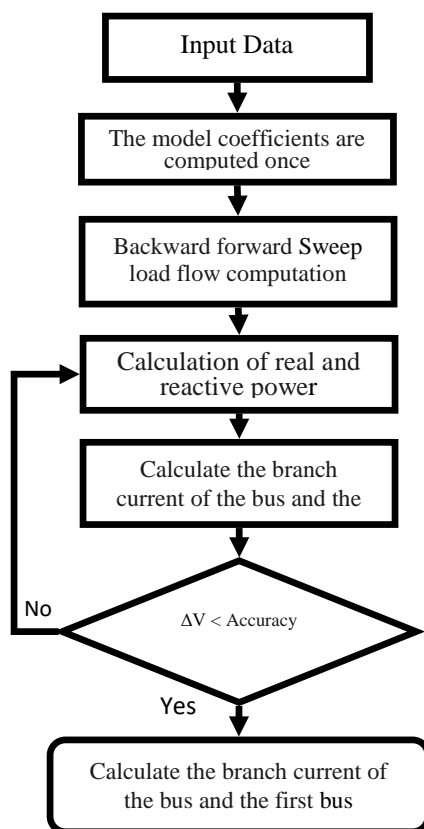 Input Data
The model coefficients are
computed once
Backward forward Sweep
load flow computation
Calculation of real and
reactive power
Calculate the branch
current of the bus and the
No
ΔV < Accuracy
Yes
Calculate the branch current of
the bus and the first bus